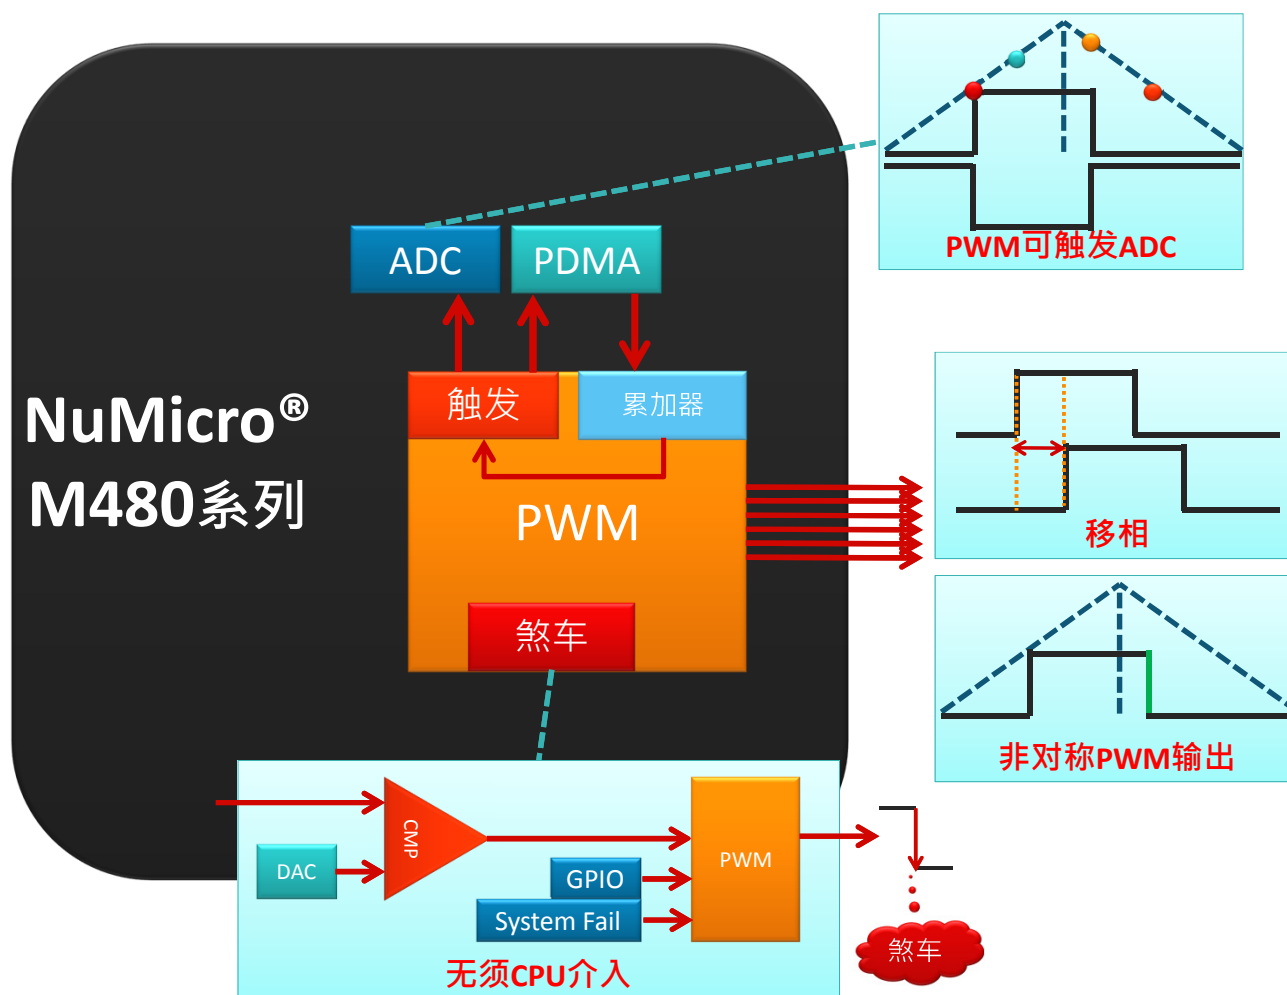 PWM可触发ADC
ADC
PDMA
触发
累加器
NuMicro®
M480系列
PWM
移相
煞车
非对称PWM输出
CMP
DAC
PWM
GPIO
System Fail
无须CPU介入
煞车